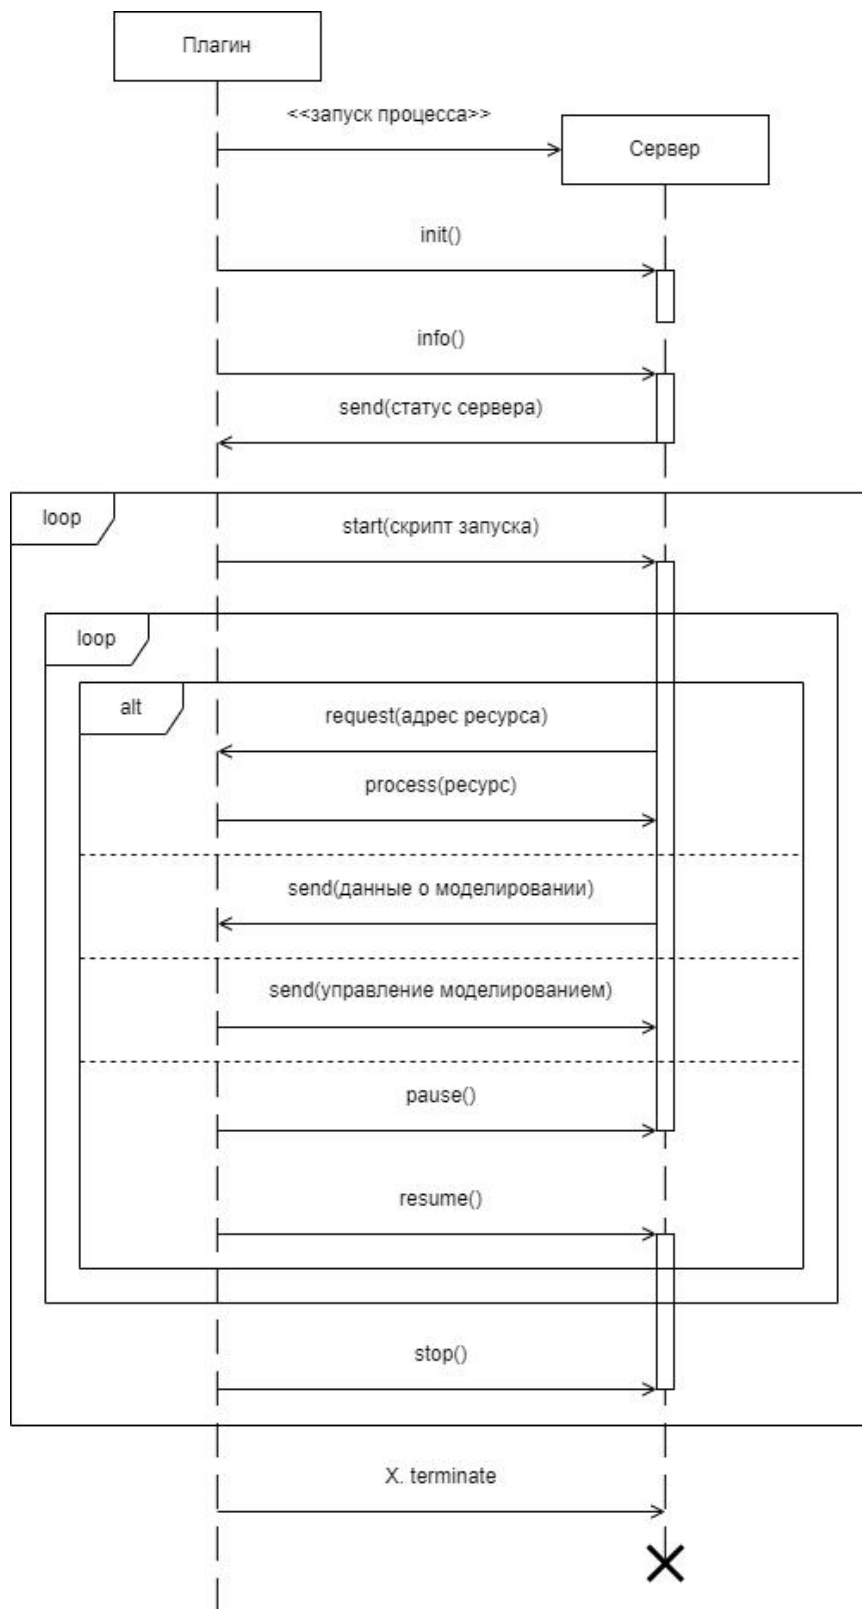 Плагин
<<запуск процесса>>
Сервер
init()
info()
send(статус сервера)
loop
start(скрипт запуска)
loop
alt
request(адрес ресурса)
process(ресурс)
send(данные о моделировании)
send(управление моделированием)
pause()
resume()
stop()
X. terminate